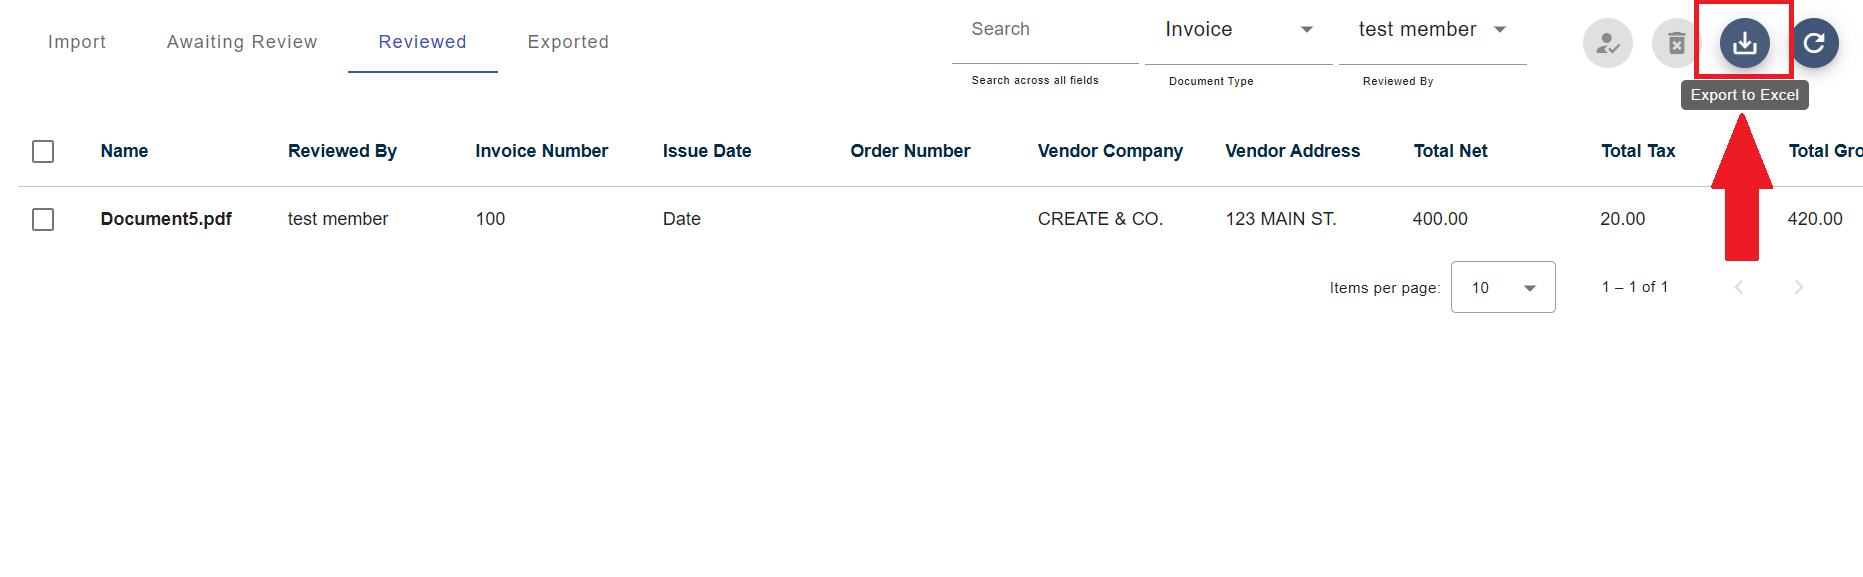 Import Awaiting Review Reviewed Exported Search Invoice test member
Search across all fields Document Type Reviewed By
Export to Excel
Name Reviewed By Invoice Number Issue Date Order Number Vendor Company Vendor Address Total Net Total Tax Total Gro
Document5.pdf test member 100 Date CREATE & CO. 123 MAIN ST. 400.00 20.00 420.00
Items per page: 10 1 – 1 of 1